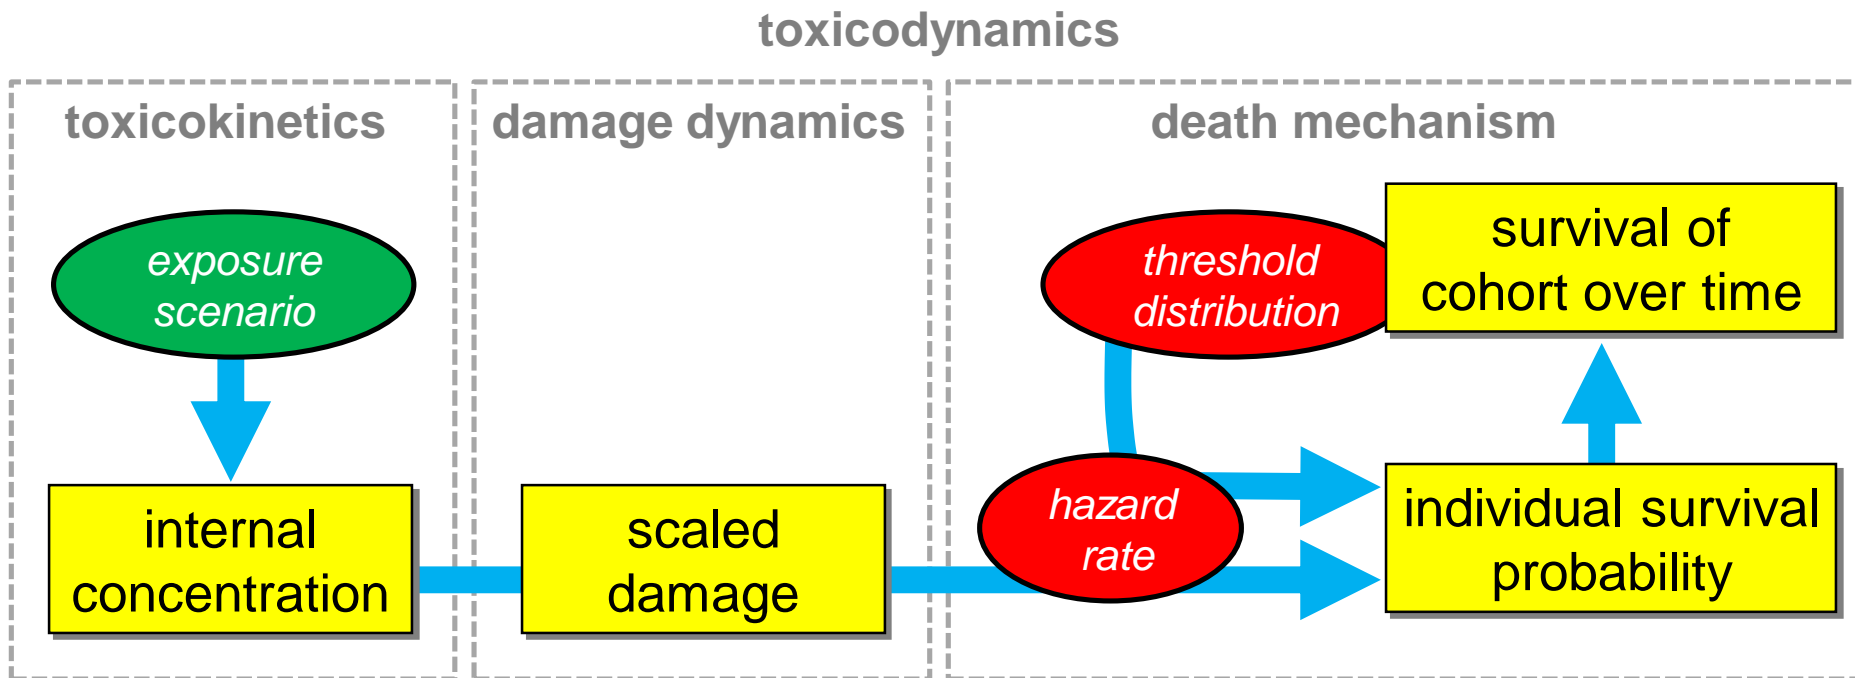 toxicodynamics
toxicokinetics
damage dynamics
death mechanism
exposure
scenario
threshold
distribution
survival of
cohort over time
internal
concentration
scaled
damage
hazard
rate
individual survival
probability